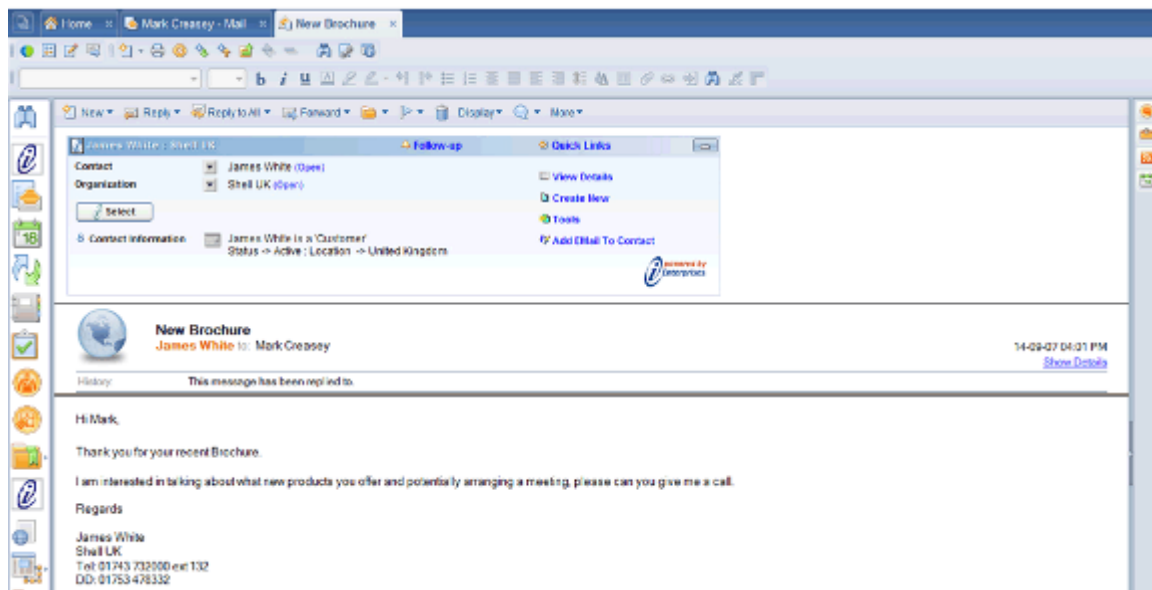 Home
Mark Creasey - Mail
New Brochure
b i u
New Reply Reply to All Forward Display More
James White : Shell UK Follow-up Quick Links
Contact James White (Open)
Organization Shell UK (Open)
View Details
Select
Create New
Tools
Contact Information James White is a 'Customer'
Status -> Active ; Location -> United Kingdom
Add EMail To Contact
powered by
Enterprises
18
New Brochure
James White to: Mark Creasey
14-09-07 04:01 PM
Show Details
History: This message has been replied to.
Hi Mark,
Thank you for your recent Brochure.
I am interested in talking about what new products you offer and potentially arranging a meeting, please can you give me a call.
Regards
James White
Shell UK
Tel: 01743 732000 ext 132
DD: 01753 478332